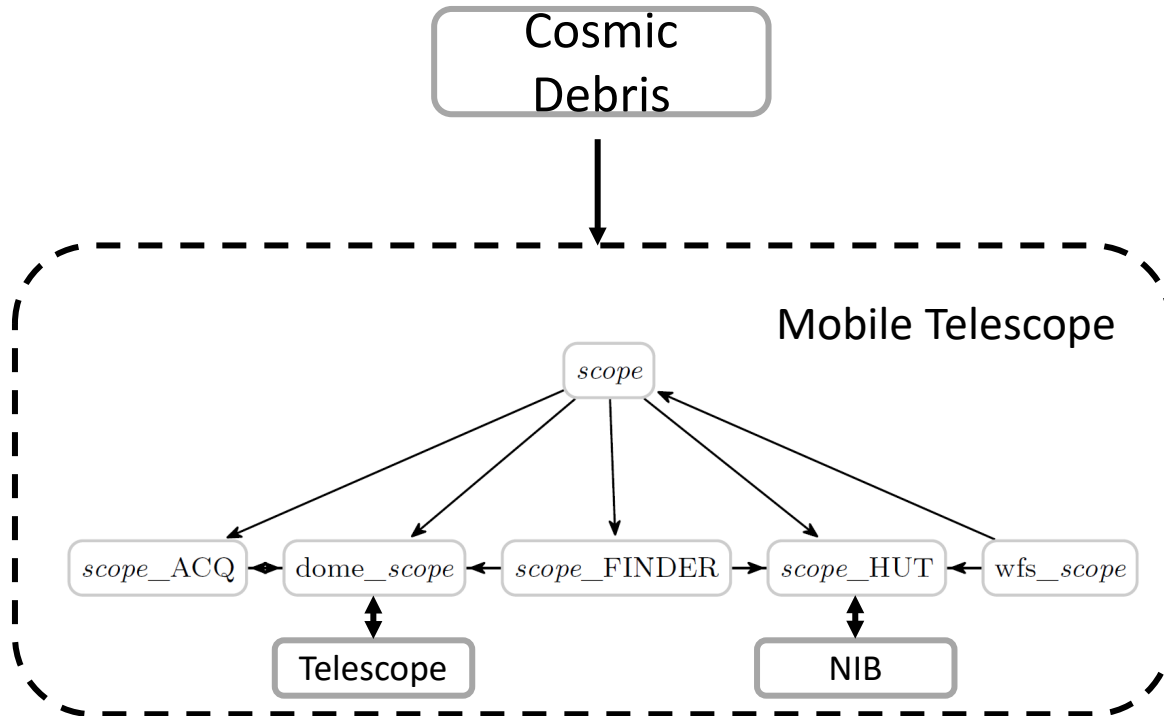 Cosmic
Debris
Mobile Telescope
scope
scope_ACQ
dome_scope
scope_FINDER
scope_HUT
wfs_scope
Telescope
NIB